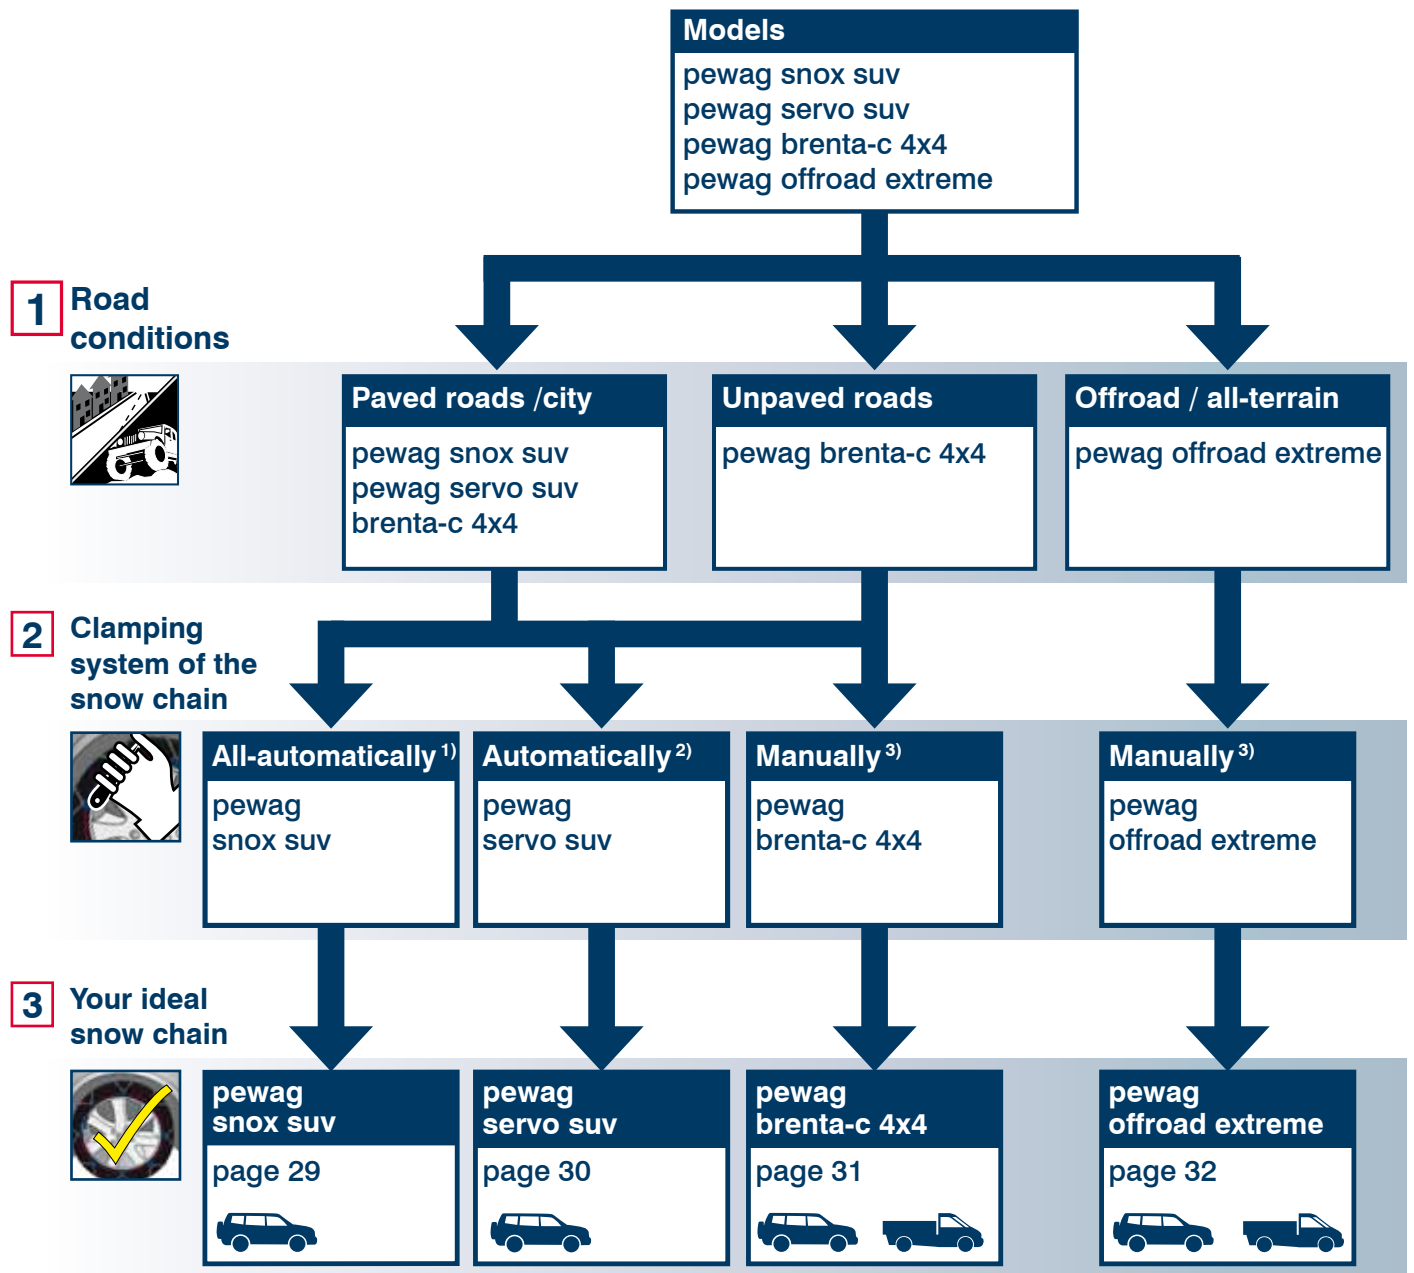 Models
pewag snox suv
pewag servo suv
pewag brenta-c 4x4
pewag offroad extreme
1 Road
conditions
Paved roads /city
pewag snox suv
pewag servo suv
brenta-c 4x4
Unpaved roads
pewag brenta-c 4x4
Offroad / all-terrain
pewag offroad extreme
2 Clamping
system of the
snow chain
All-automatically 1)
pewag
snox suv
Automatically 2)
pewag
servo suv
Manually 3)
pewag
brenta-c 4x4
Manually 3)
pewag
offroad extreme
3 Your ideal
snow chain
pewag
snox suv
page 29
pewag
servo suv
page 30
pewag
brenta-c 4x4
page 31
pewag
offroad extreme
page 32